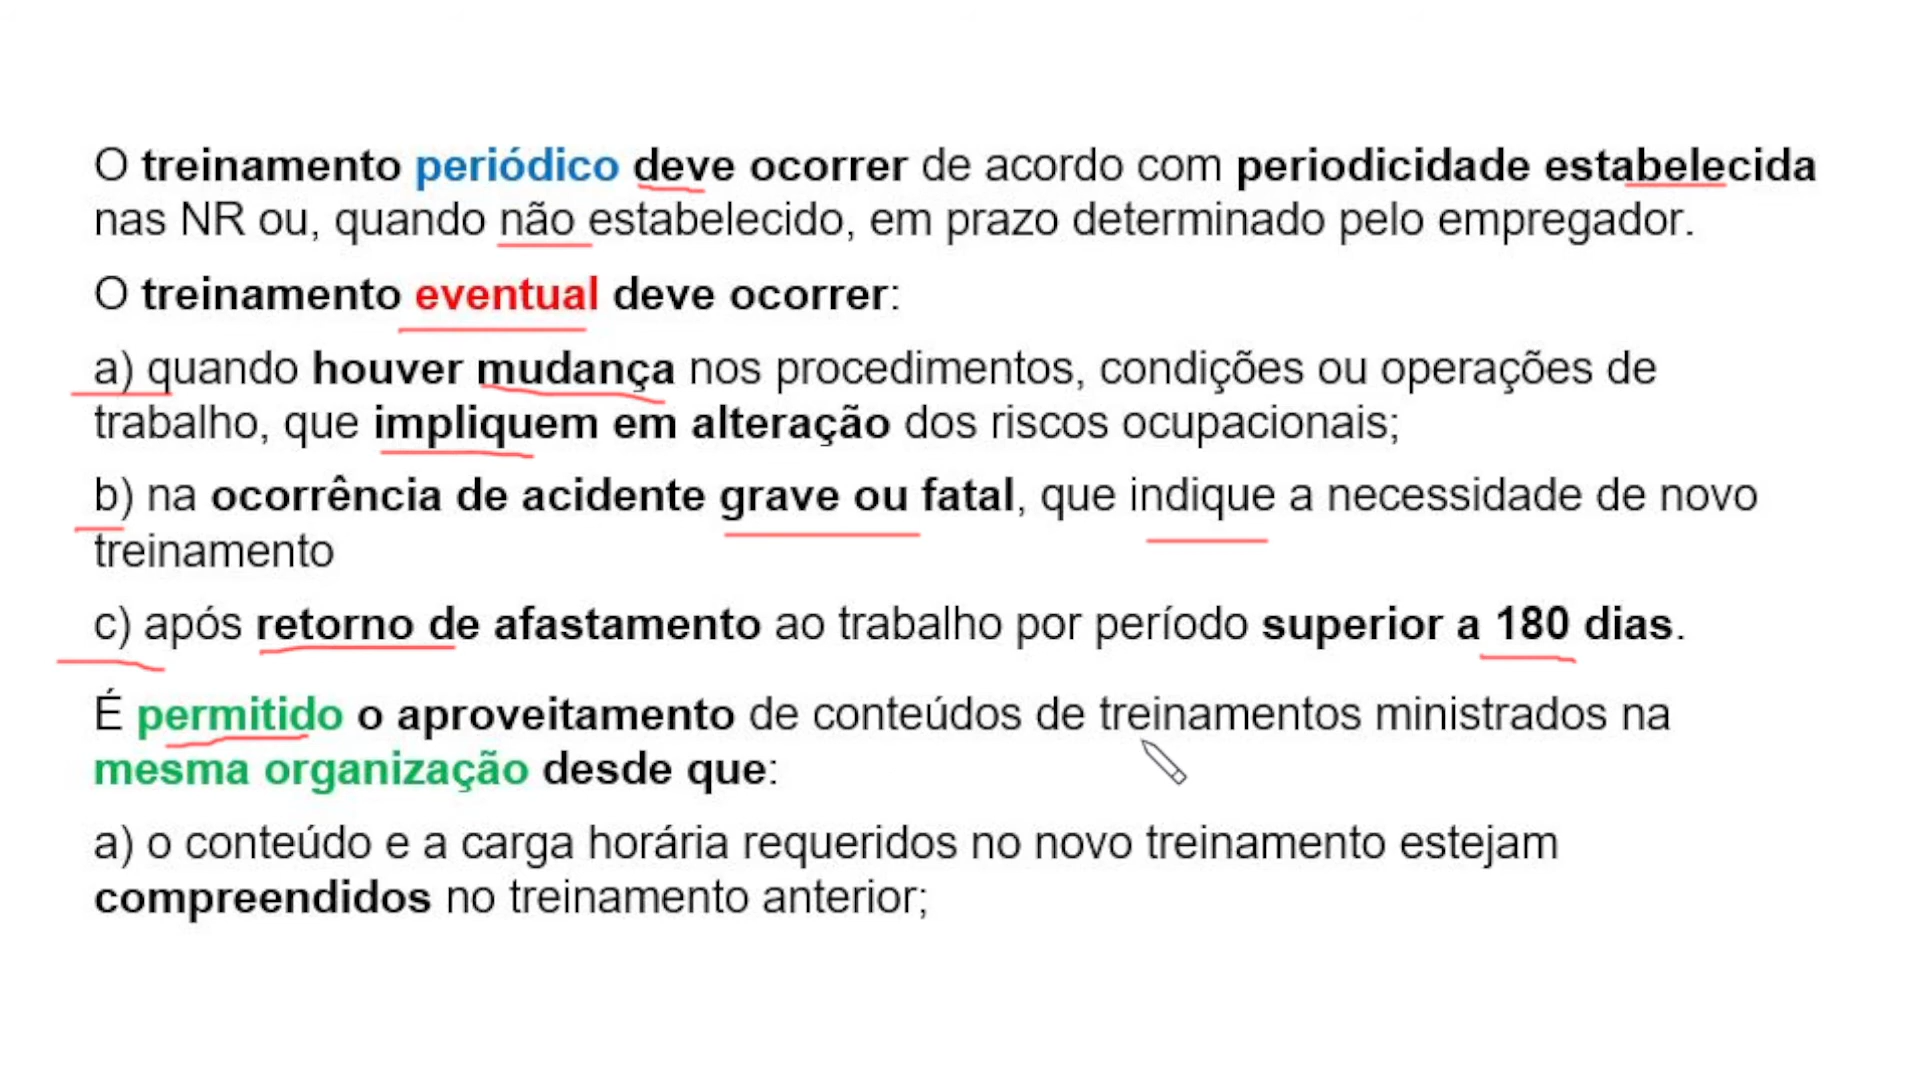 O treinamento periódico deve ocorrer de acordo com periodicidade estabelecida
nas NR ou, quando não estabelecido, em prazo determinado pelo empregador.
O treinamento eventual deve ocorrer:
a) quando houver mudança nos procedimentos, condições ou operações de
trabalho, que impliquem em alteração dos riscos ocupacionais;
b) na ocorrência de acidente grave ou fatal, que indique a necessidade de novo
treinamento
c) após retorno de afastamento ao trabalho por período superior a 180 dias.
É permitido o aproveitamento de conteúdos de treinamentos ministrados na
mesma organização desde que:
a) o conteúdo e a carga horária requeridos no novo treinamento estejam
compreendidos no treinamento anterior;